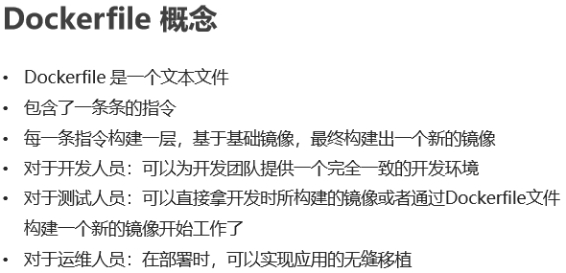 Dockerfile 概念
• Dockerfile 是一个文本文件
• 包含了一条条的指令
• 每一条指令构建一层，基于基础镜像，最终构建出一个新的镜像
• 对于开发人员：可以为开发团队提供一个完全一致的开发环境
• 对于测试人员：可以直接拿开发时所构建的镜像或者通过Dockerfile文件
构建一个新的镜像开始工作了
• 对于运维人员：在部署时，可以实现应用的无缝移植